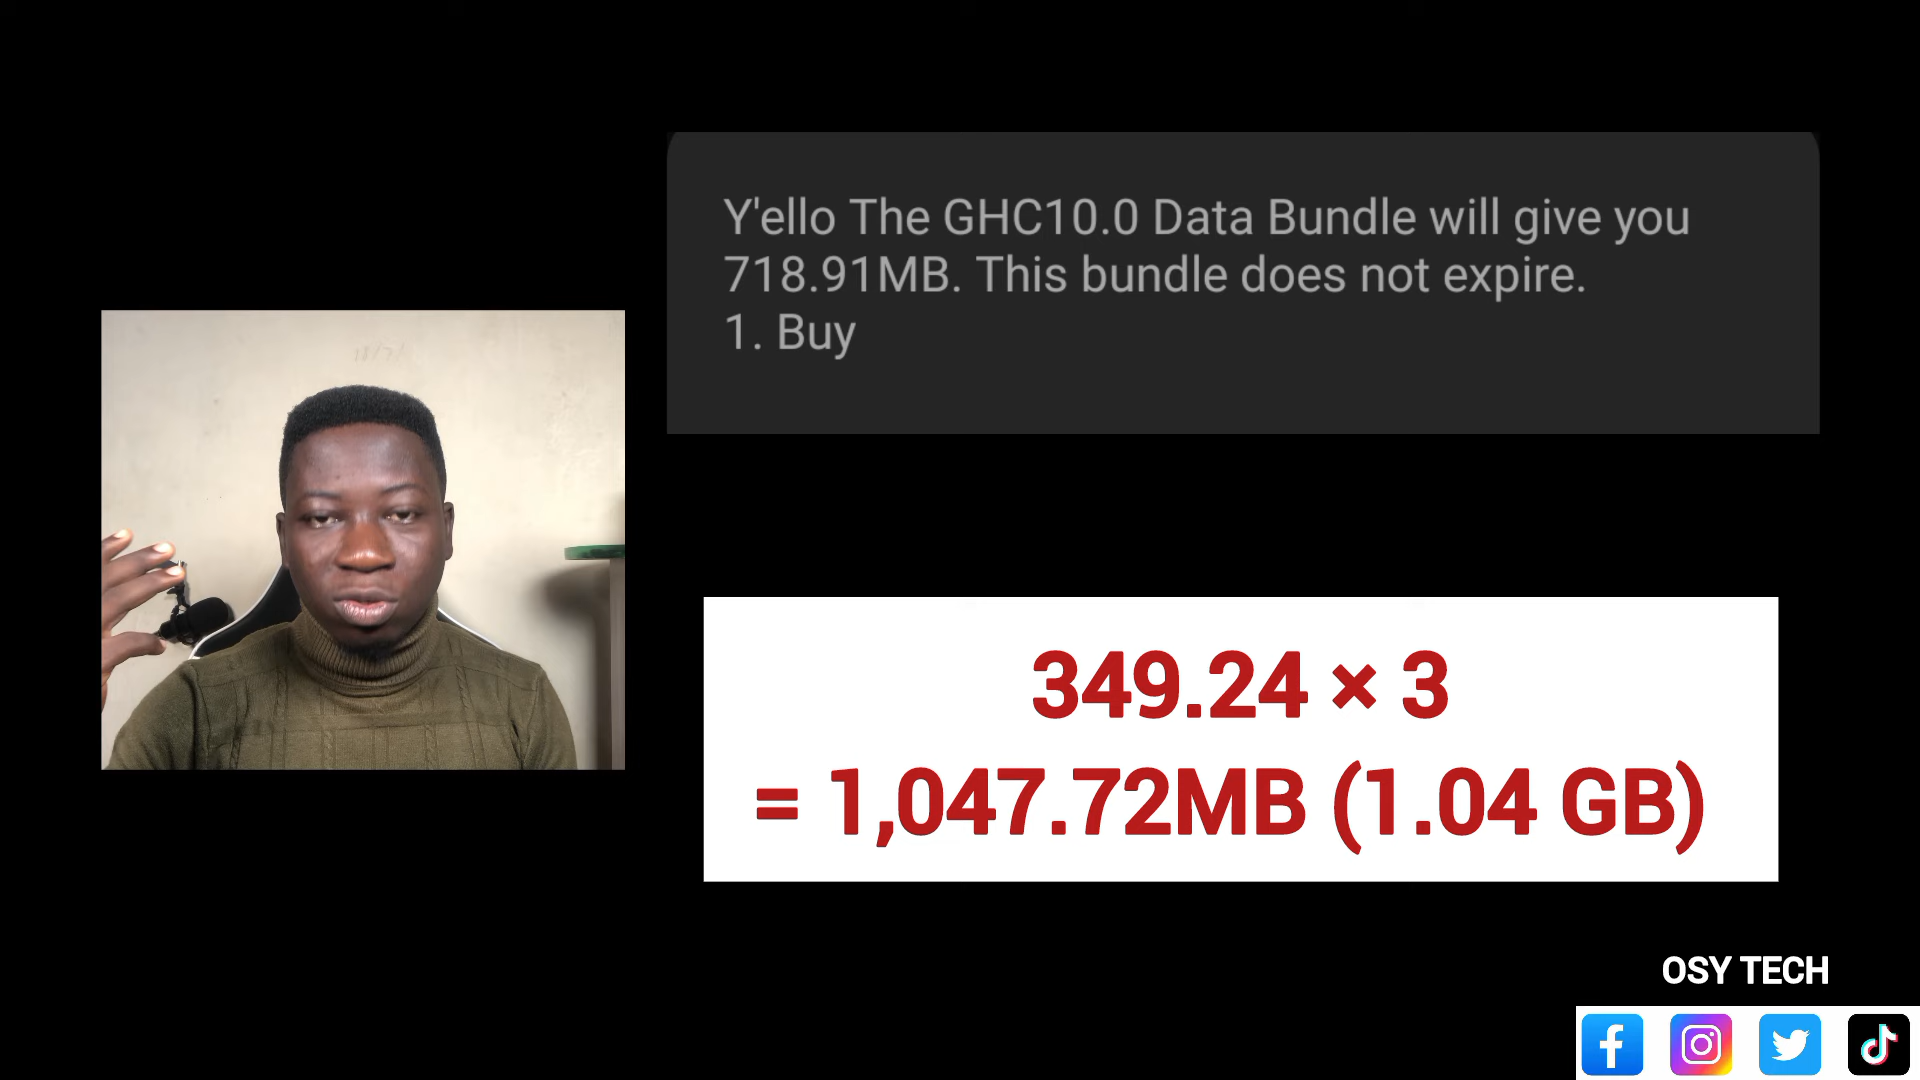 Y'ello The GHC10.0 Data Bundle will give you
718.91MB. This bundle does not expire.
1. Buy
349.24 × 3
= 1,047.72MB (1.04 GB)
OSY TECH